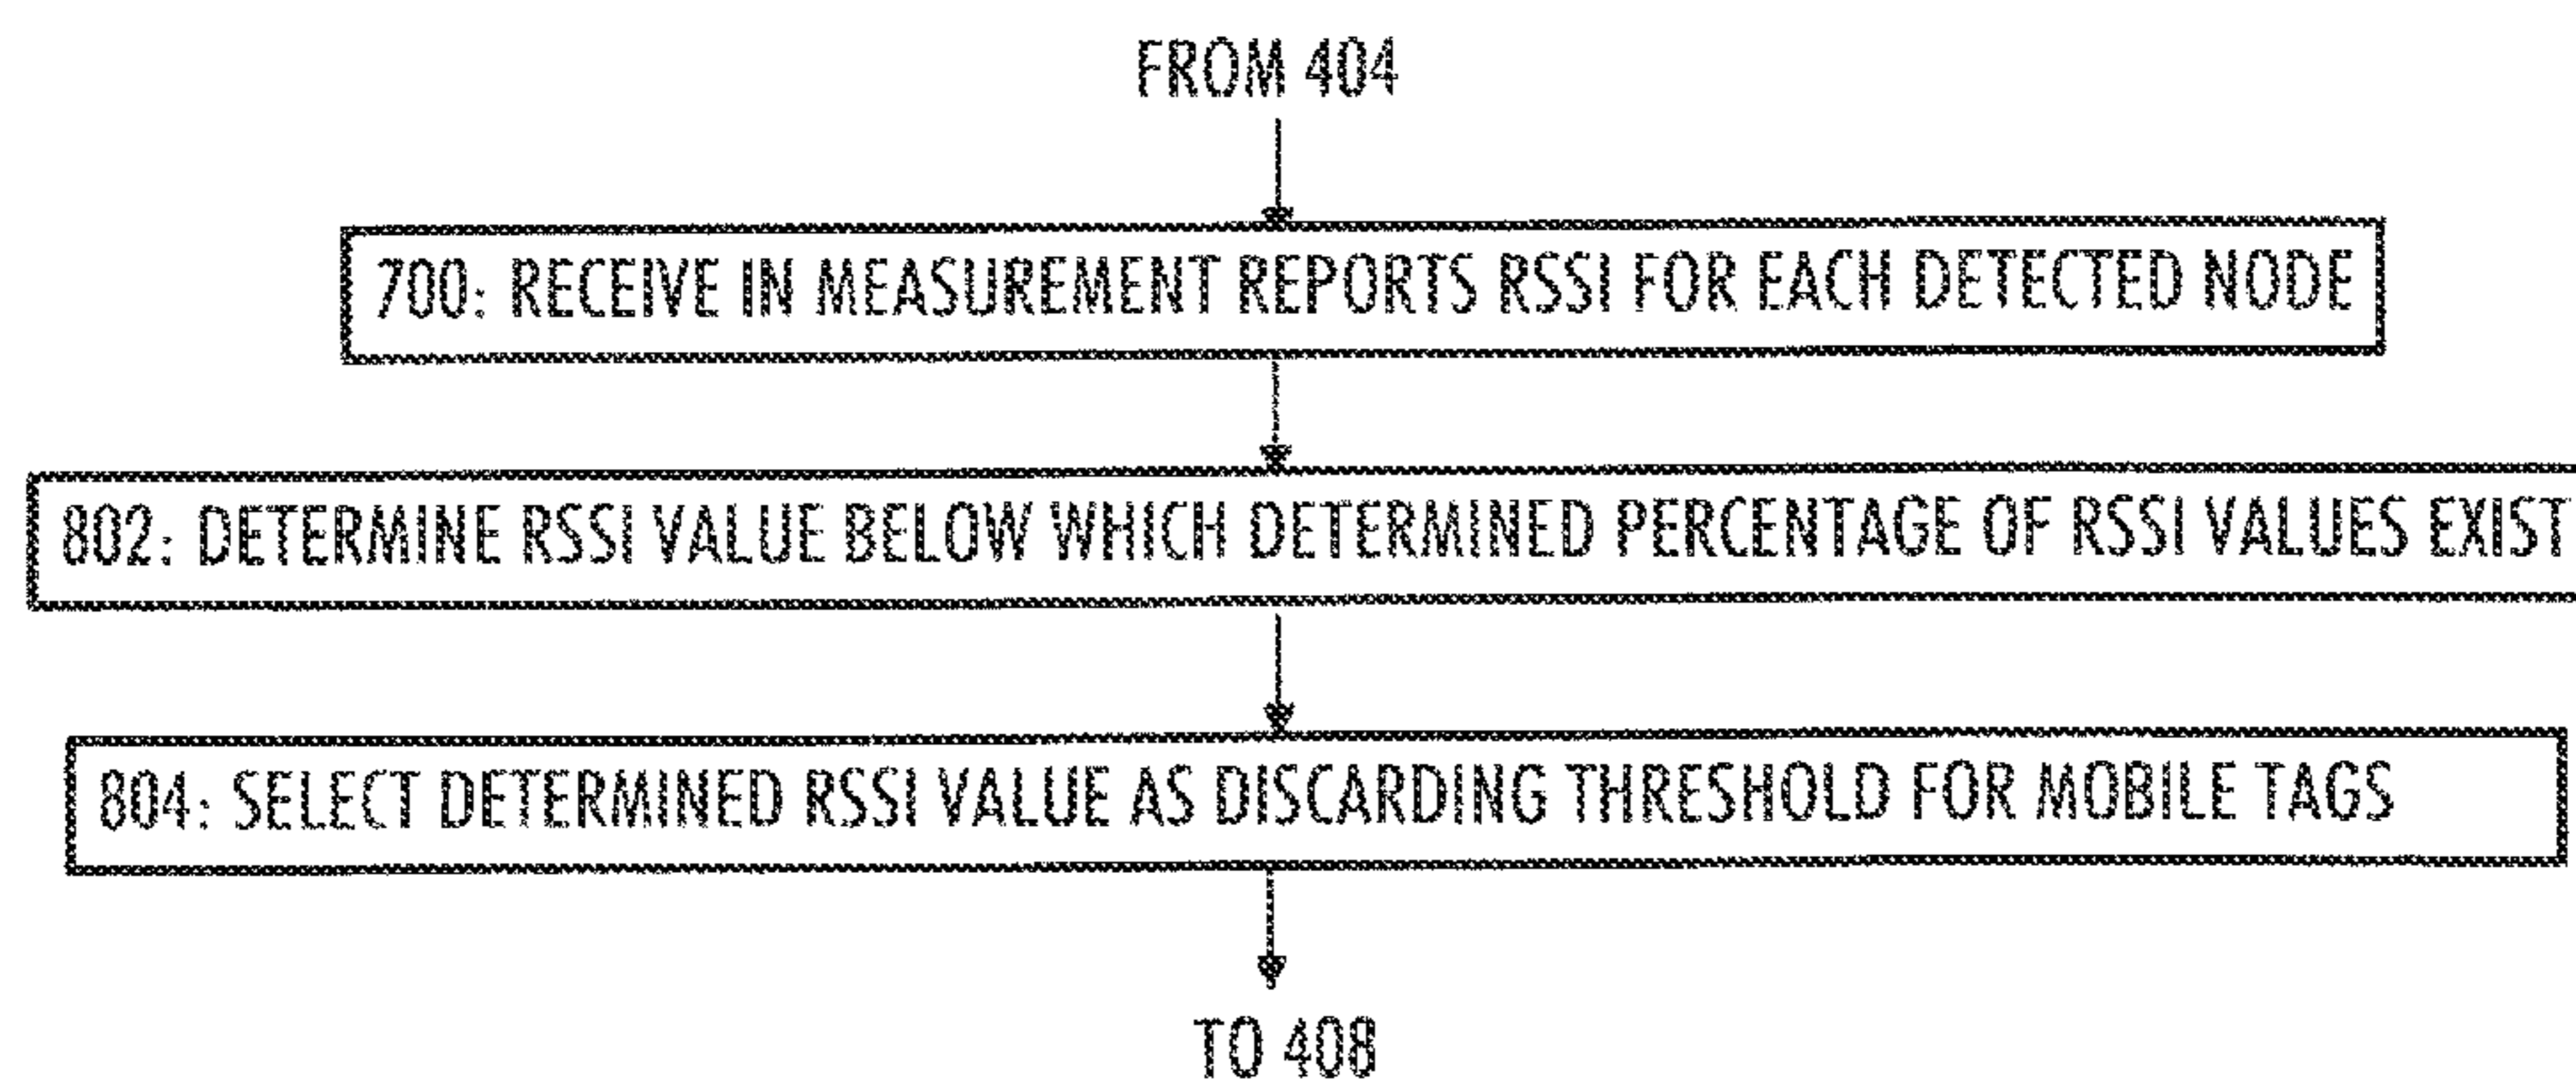 FROM 404
700: RECEIVE IN MEASUREMENT REPORTS RSSI FOR EACH DETECTED NODE
802: DETERMINE RSSI VALUE BELOW WHICH DETERMINED PERCENTAGE OF RSSI VALUES EXIST
804: SELECT DETERMINED RSSI VALUE AS DISCARDING THRESHOLD FOR MOBILE TAGS
TO 408